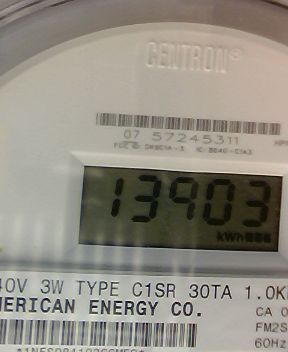 CENTRON®
07 57245311
13903
kWh
40V 3W TYPE C1SR 30TA 1.0K
MERICAN ENERGY CO.
CA 0
FM2S
60Hz